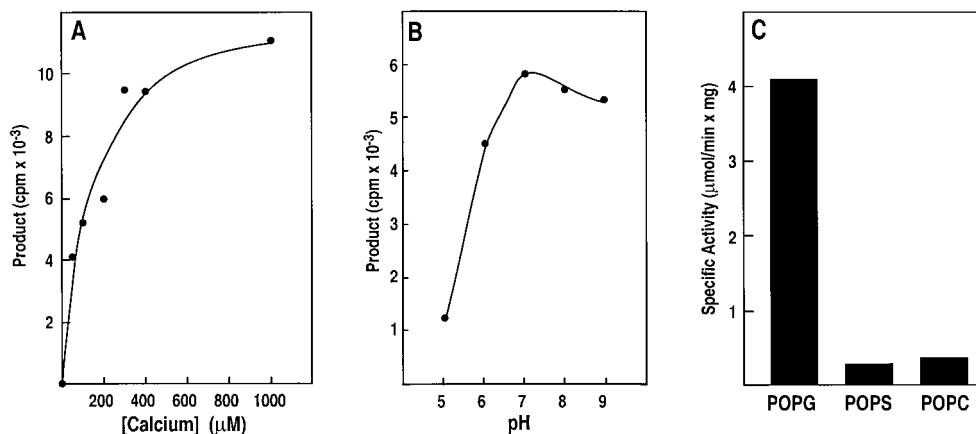 A
Product (cpm x 10-3)
10
8
6
4
2
200 400 600 800 1000
[Calcium] (μM)
B
Product (cpm x 10-3)
6
5
4
3
2
1
5 6 7 8 9
pH
C
Specific Activity (μmol/min x mg)
4
3
2
1
POPG POPS POPC